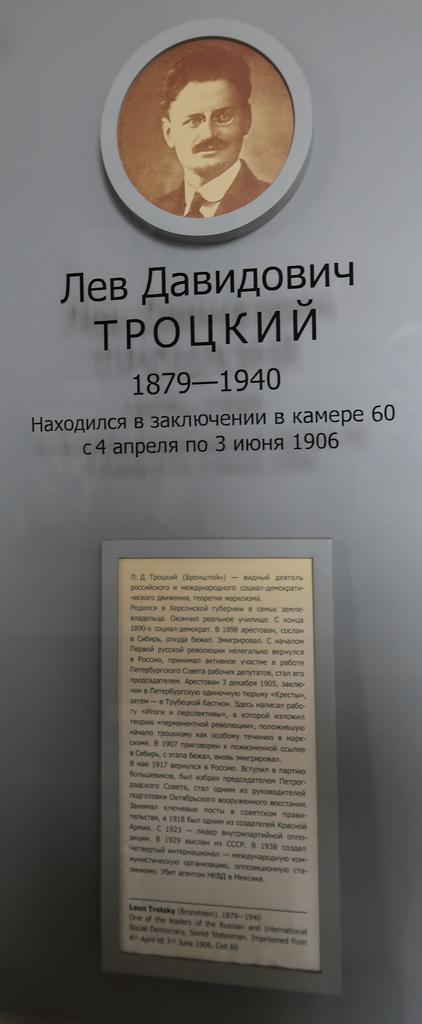 Лев Давидович
ТРОЦКИЙ
1879—1940
Находился в заключении в камере 60
с 4 апреля по 3 июня 1906
Л. Д. Троцкий (Бронштейн) — видный деятель
российского и международного социал-демократи-
ческого движения, теоретик марксизма.
Родился в Херсонской губернии в семье земле-
владельца. Окончил реальное училище. С конца
1890-х социал-демократ. В 1898 арестован, сослан
в Сибирь, откуда бежал. Эмигрировал. С началом
Первой русской революции нелегально вернулся
в Россию, принимал активное участие в работе
Петербургского Совета рабочих депутатов, стал его
председателем. Арестован 3 декабря 1905, заклю-
чен в Петербургскую одиночную тюрьму «Кресты»,
затем — в Трубецкой бастион. Здесь написал рабо-
ту «Итоги и перспективы», в которой изложил
теорию «перманентной революции», положившую
начало троцкизму как особому течению в марк-
сизме. В 1907 приговорен к пожизненной ссылке
в Сибирь, с этапа бежал, вновь эмигрировал.
В мае 1917 вернулся в Россию. Вступил в партию
большевиков, был избран председателем Петрог-
радского Совета, стал одним из руководителей
подготовки Октябрьского вооруженного восстания.
Занимал ключевые посты в советском прави-
тельстве, в 1918 был одним из создателей Красной
Армии. С 1923 — лидер внутрипартийной оппо-
зиции. В 1929 выслан из СССР. В 1938 создал
Четвертый интернационал — международную ком-
мунистическую организацию, оппозиционную ста-
линизму. Убит агентом НКВД в Мексике.
Leon Trotsky (Bronshtein). 1879—1940
One of the leaders of the Russian and International
Social Democracy, Soviet Statesman. Imprisoned from
4th April till 3rd June 1906. Cell 60